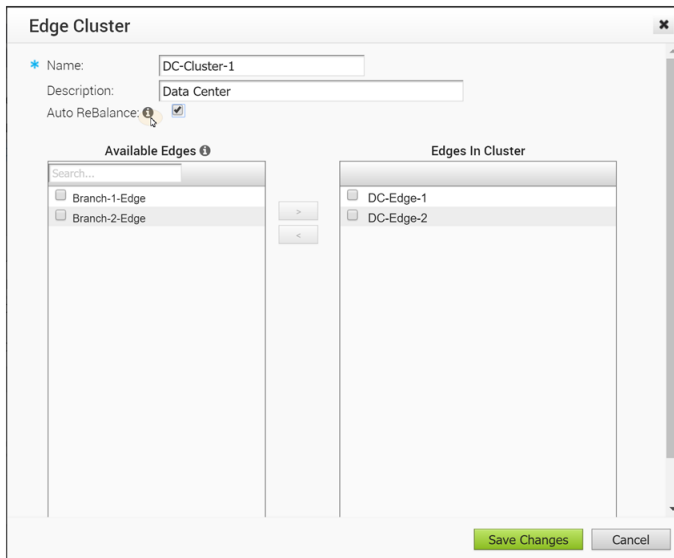 Edge Cluster
* Name: DC-Cluster-1
Description: Data Center
Auto ReBalance:
Available Edges
Edges In Cluster
Search...
Branch-1-Edge
Branch-2-Edge
>
<
DC-Edge-1
DC-Edge-2
Save Changes
Cancel